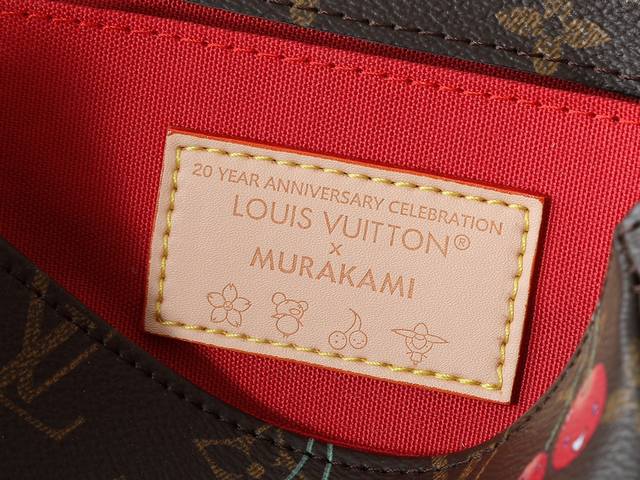 20 YEAR ANNIVERSARY CELEBRATION
LOUIS VUITTON®
×
MURAKAMI